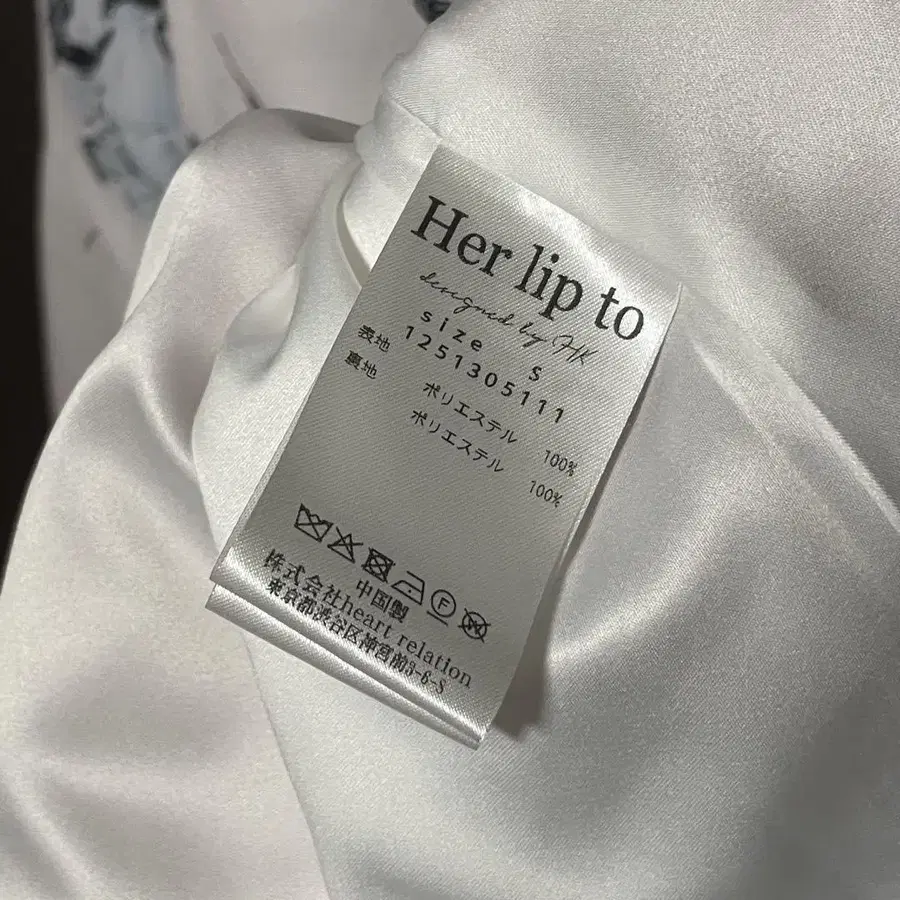 Her lip to
designed by HK
size S
1251305111
表地 ポリエステル 100%
裏地 ポリエステル 100%
中国製
株式会社heart relation
東京都渋谷区神宮前3-6-S